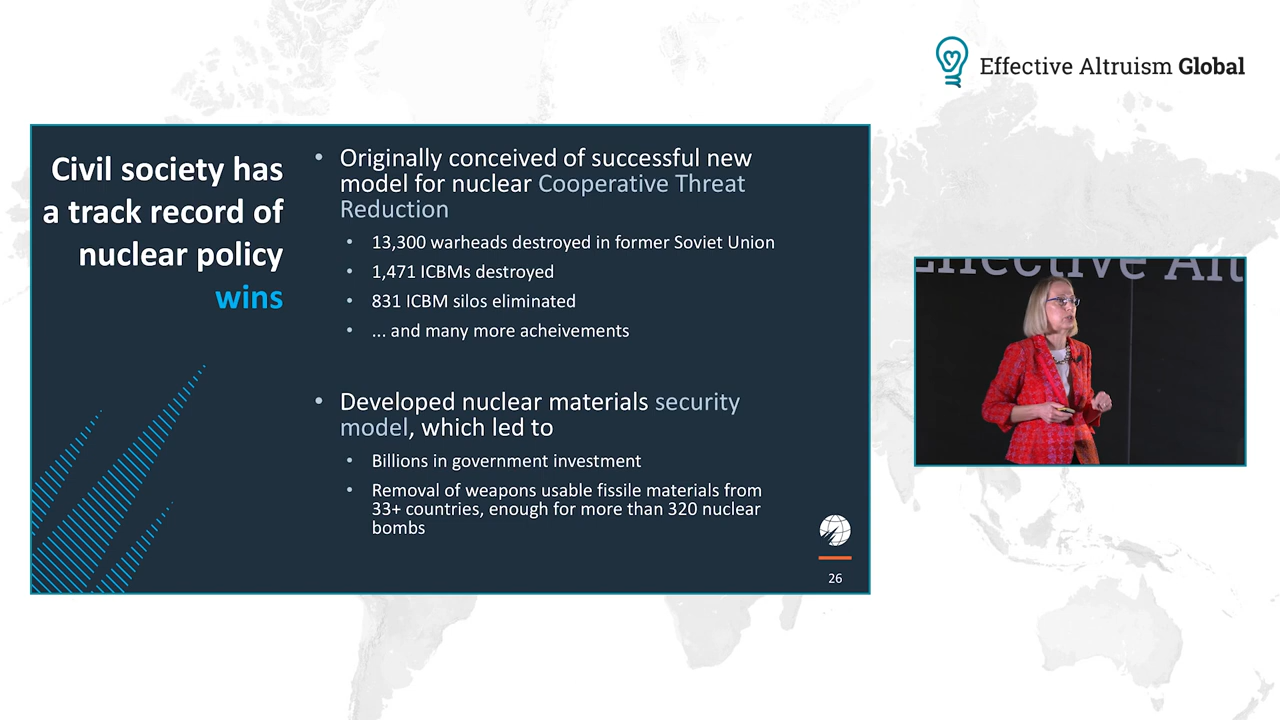 Effective Altruism Global
Civil society has
a track record of
nuclear policy
wins
• Originally conceived of successful new
model for nuclear Cooperative Threat
Reduction
• 13,300 warheads destroyed in former Soviet Union
• 1,471 ICBMs destroyed
• 831 ICBM silos eliminated
• ... and many more acheivements
• Developed nuclear materials security
model, which led to
• Billions in government investment
• Removal of weapons usable fissile materials from
33+ countries, enough for more than 320 nuclear
bombs
26
Effective Alt